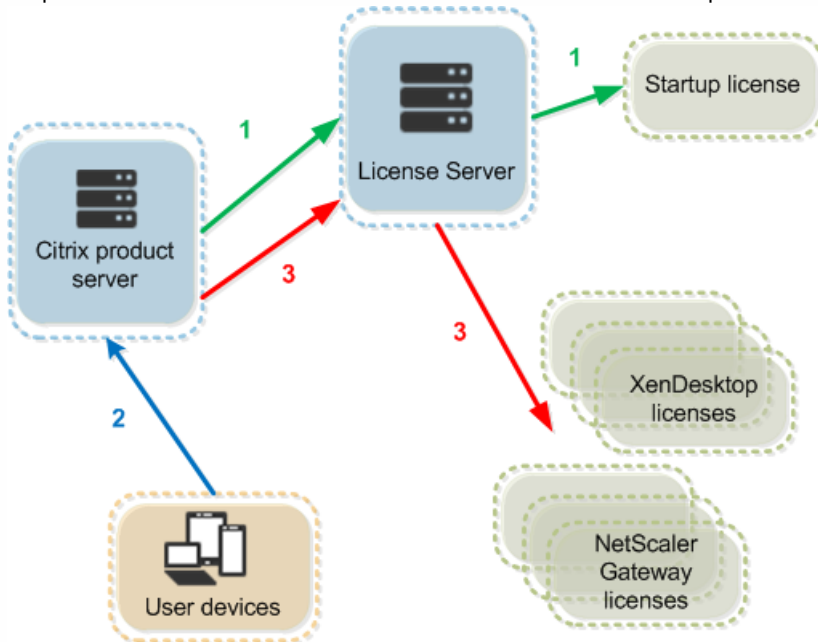 1
Startup license
License Server
1
Citrix product
server
3
3
XenDesktop
licenses
2
NetScaler
Gateway
licenses
User devices